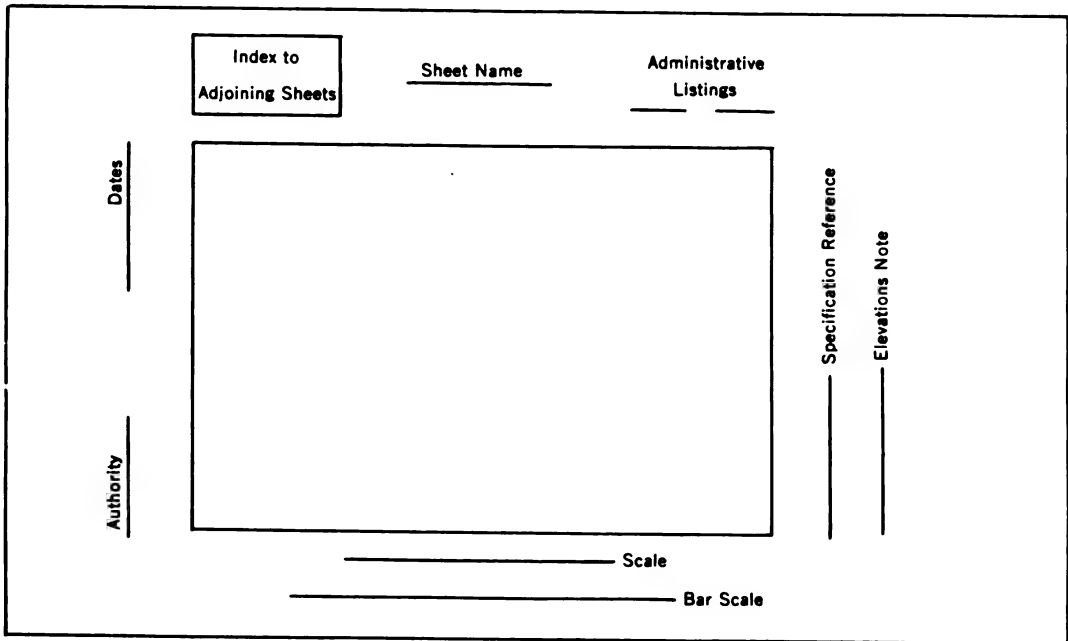 Index to
Adjoining Sheets
Sheet Name
Administrative
Listings
Dates
Authority
Specification Reference
Elevations Note
Scale
Bar Scale